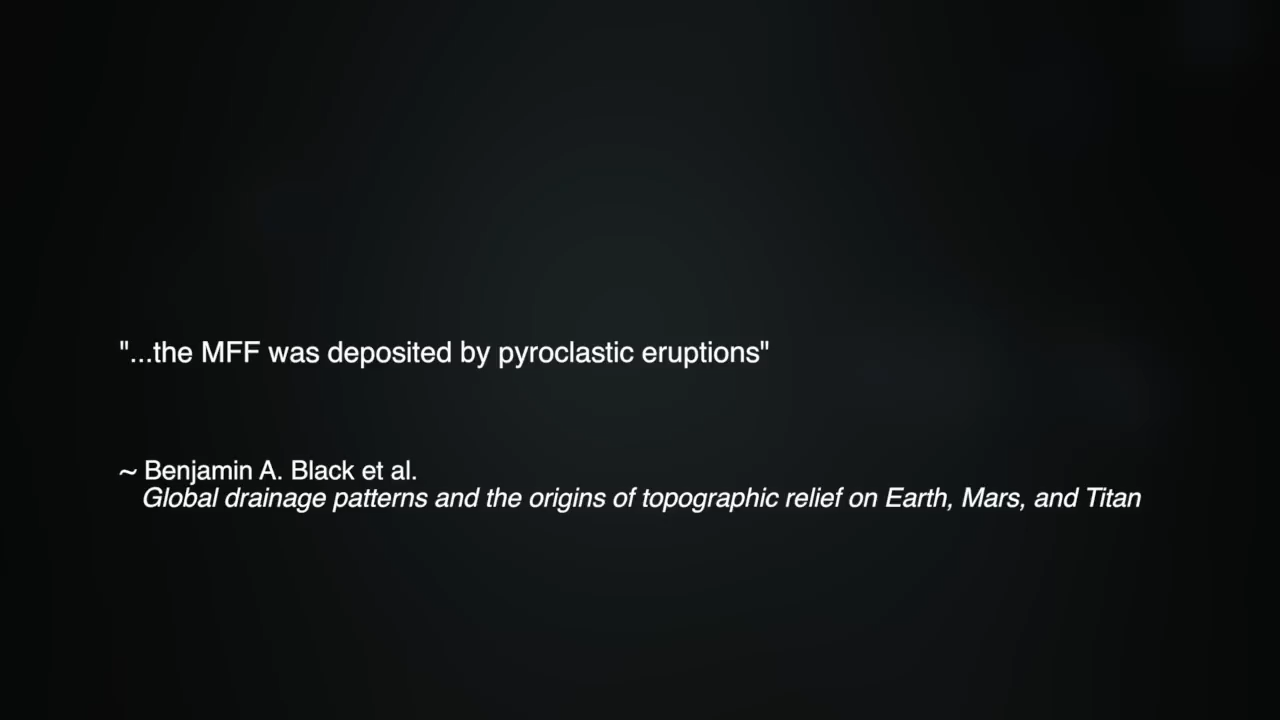 "...the MFF was deposited by pyroclastic eruptions"
~ Benjamin A. Black et al.
Global drainage patterns and the origins of topographic relief on Earth, Mars, and Titan